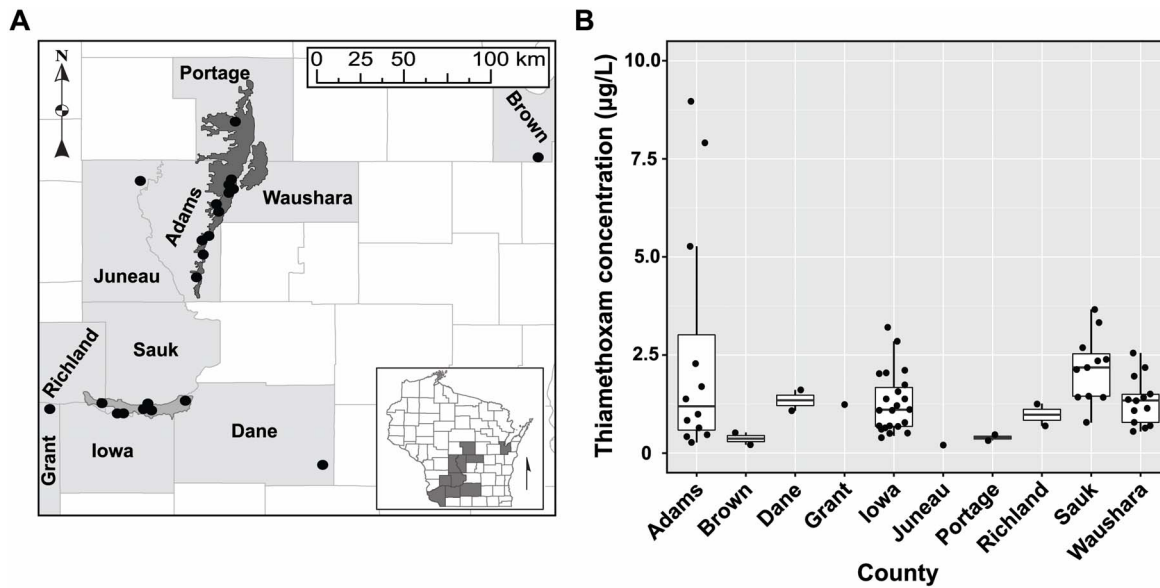 A
N
0 25 50 100 km
Portage
Brown
Waushara
Adams
Juneau
Sauk
Richland
Grant
Iowa
Dane
B
Thiamethoxam concentration (µg/L)
10.0
7.5
5.0
2.5
0
Adams
Brown
Dane
Grant
Iowa
Juneau
Portage
Richland
Sauk
Waushara
County